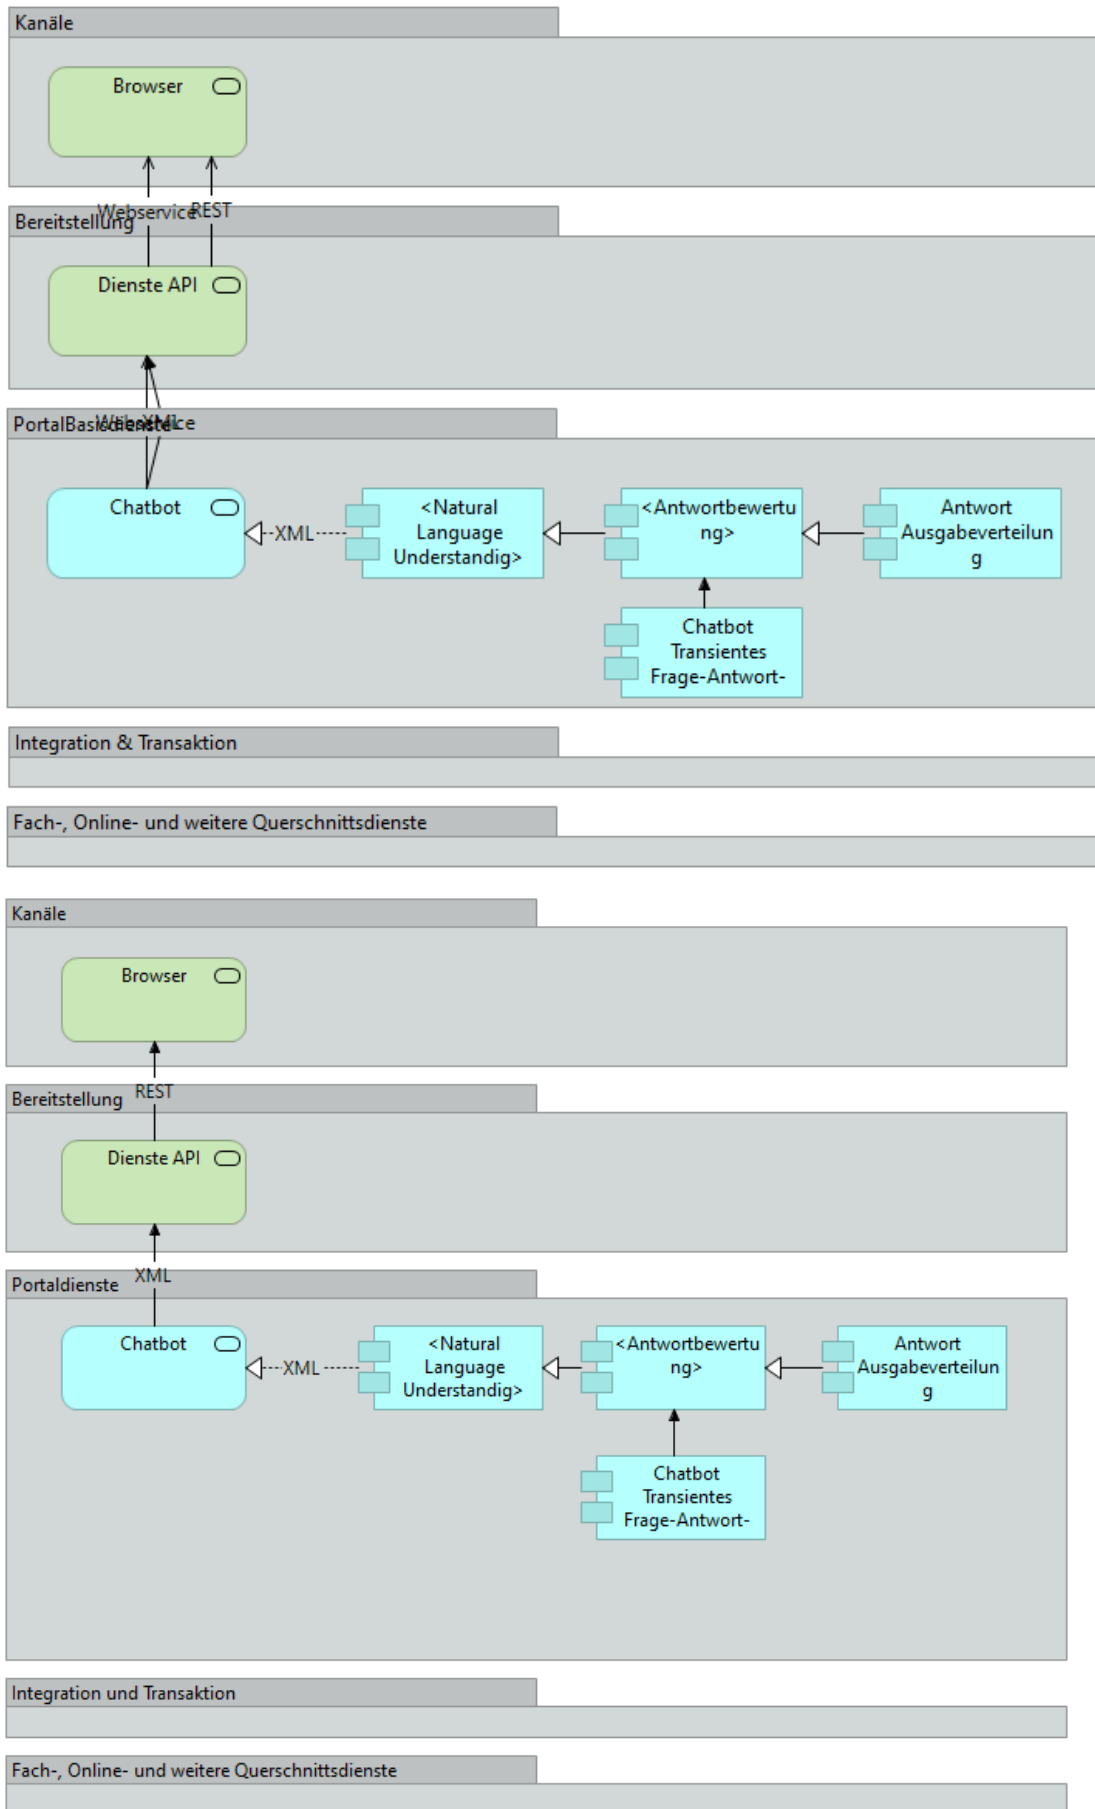 Kanäle
Browser
Webservice
REST
Bereitstellung
Dienste API
Webservice
XML
PortalBasisdienste
Chatbot
XML
<Natural
Language
Understandig>
<Antwortbewertu
ng>
Antwort
Ausgabeverteilun
g
Chatbot
Transientes
Frage-Antwort-
Integration & Transaktion
Fach-, Online- und weitere Querschnittsdienste
Kanäle
Browser
REST
Bereitstellung
Dienste API
XML
Portaldienste
Chatbot
XML
<Natural
Language
Understandig>
<Antwortbewertu
ng>
Antwort
Ausgabeverteilun
g
Chatbot
Transientes
Frage-Antwort-
Integration und Transaktion
Fach-, Online- und weitere Querschnittsdienste